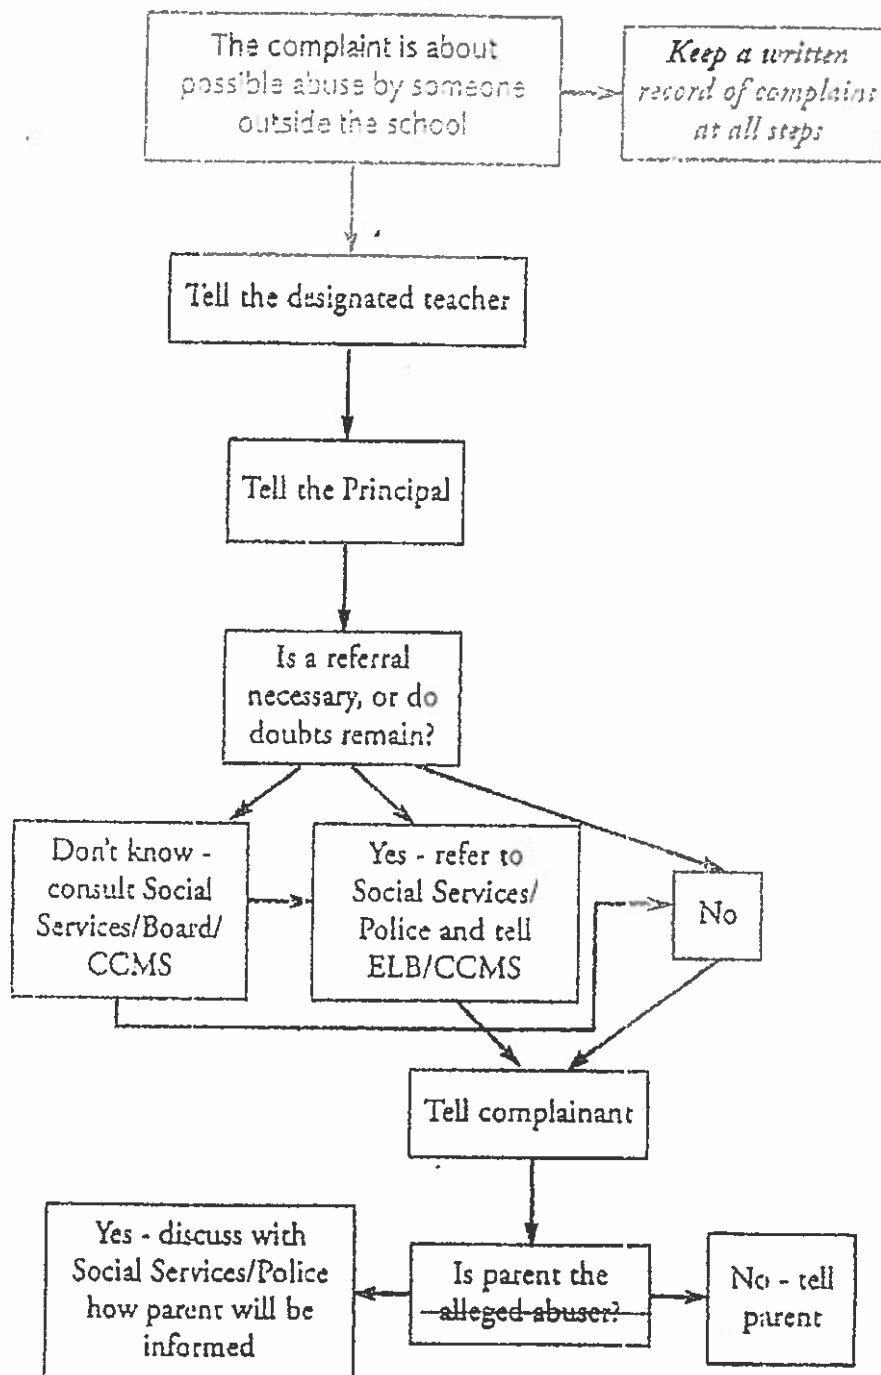 The complaint is about
possible abuse by someone
outside the school
Keep a written
record of complaint
at all steps
Tell the designated teacher
Tell the Principal
Is a referral
necessary, or do
doubts remain?
Don't know -
consult Social
Services/Board/
CCMS
Yes - refer to
Social Services/
Police and tell
ELB/CCMS
No
Tell complainant
Yes - discuss with
Social Services/Police
how parent will be
informed
Is parent the
alleged abuser?
No - tell
parent